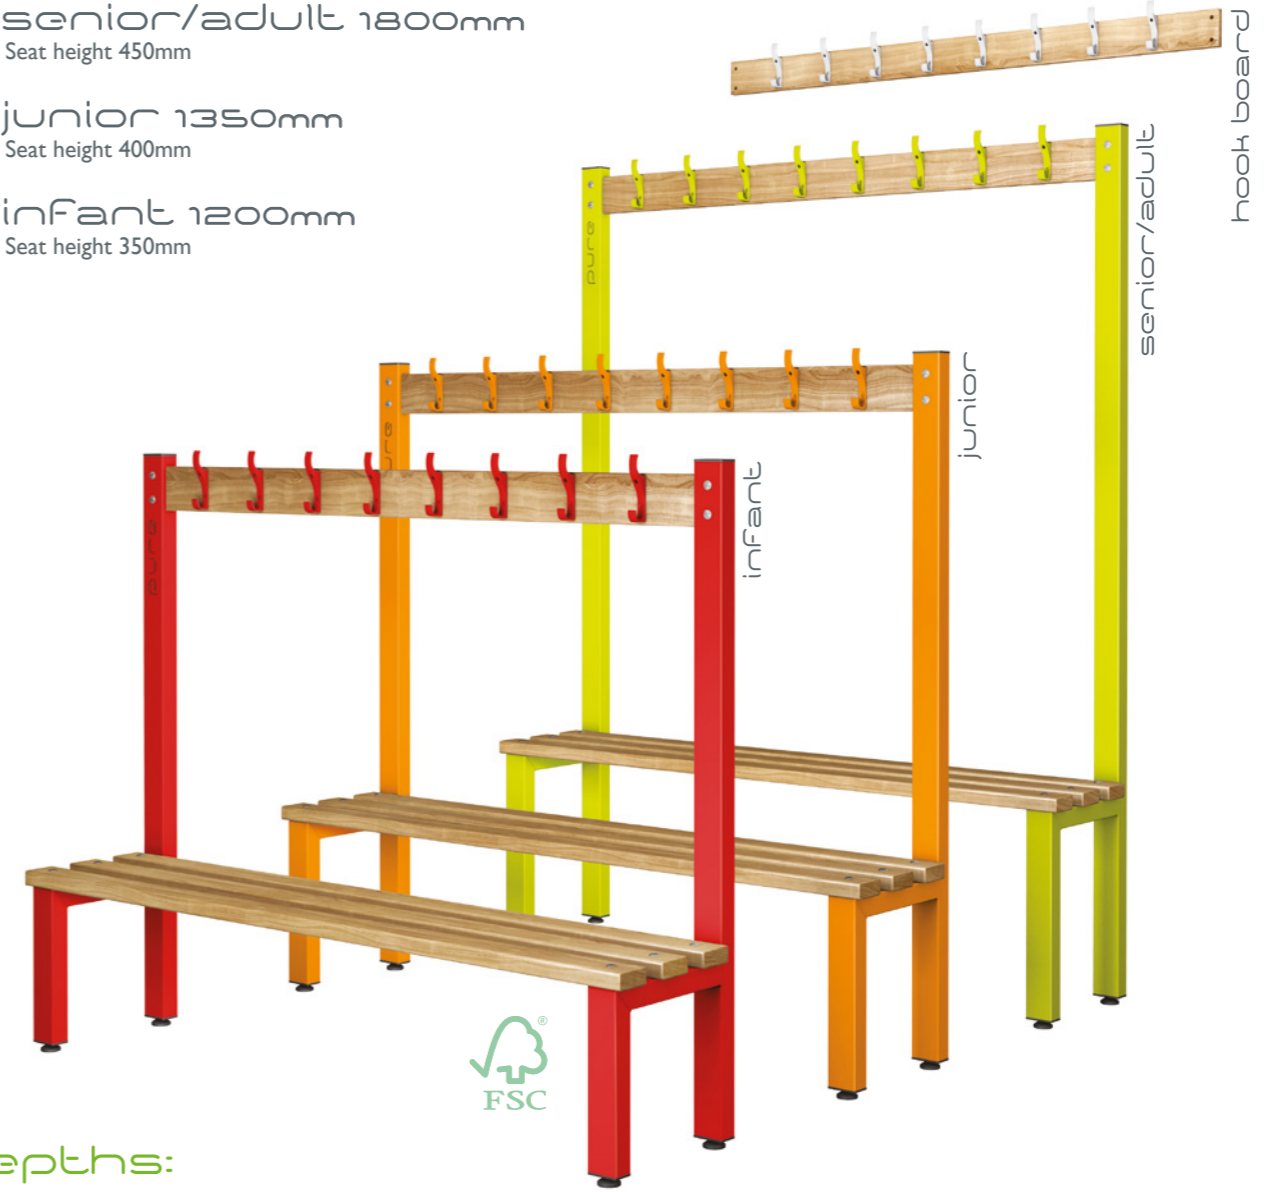 senior/adult 1800mm
Seat height 450mm
junior 1350mm
Seat height 400mm
infant 1200mm
Seat height 350mm
hook board
senior/adult
junior
infant
pure
pure
FSC
®
epths: